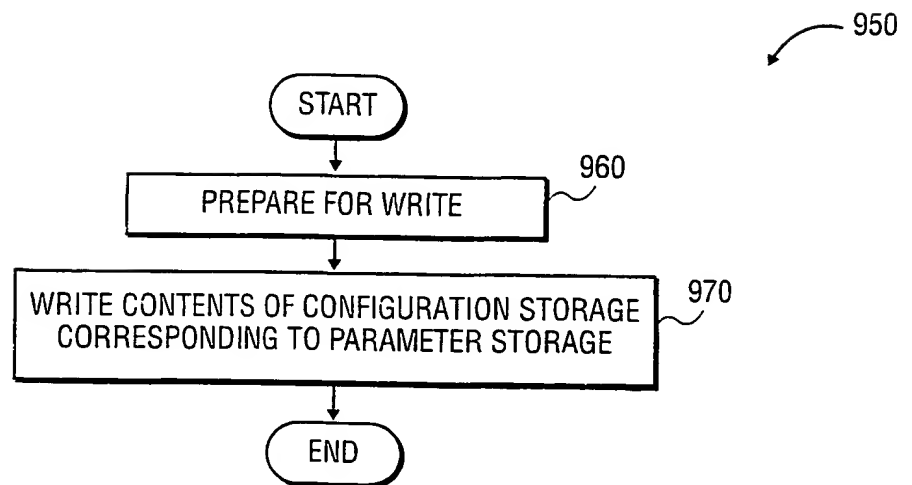 950
START
960
PREPARE FOR WRITE
970
WRITE CONTENTS OF CONFIGURATION STORAGE
CORRESPONDING TO PARAMETER STORAGE
END